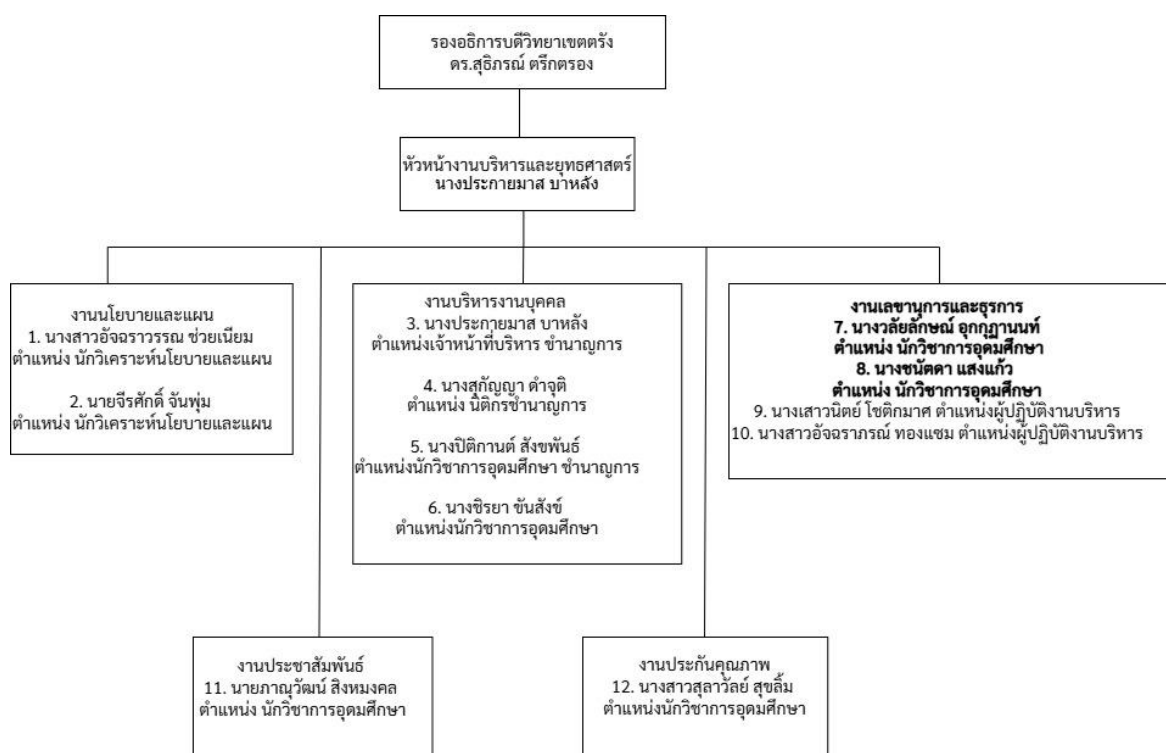 รองอธิการบดีวิทยาเขตตรัง
ดร.สุธิภรณ์ ตรึกตรอง
หัวหน้างานบริหารและยุทธศาสตร์
นางประกายมาส บาหลัง
งานนโยบายและแผน
1. นางสาวอัจฉราวรรณ ช่วยเนียม
ตำแหน่ง นักวิเคราะห์นโยบายและแผน
2. นายจีรศักดิ์ จันพุ่ม
ตำแหน่ง นักวิเคราะห์นโยบายและแผน
งานบริหารงานบุคคล
3. นางประกายมาส บาหลัง
ตำแหน่งเจ้าหน้าที่บริหาร ชำนาญการ
4. นางสุกัญญา ดำจุติ
ตำแหน่ง นิติกรชำนาญการ
5. นางปิติกานต์ สังขพันธ์
ตำแหน่งนักวิชาการอุดมศึกษา ชำนาญการ
6. นางชิรยา ขันสังข์
ตำแหน่งนักวิชาการอุดมศึกษา
งานเลขานุการและธุรการ
7. นางวลัยลักษณ์ อุกกุฏานนท์
ตำแหน่ง นักวิชาการอุดมศึกษา
8. นางชนัตดา แสงแก้ว
ตำแหน่ง นักวิชาการอุดมศึกษา
9. นางเสาวนิตย์ โชติกมาศ ตำแหน่งผู้ปฏิบัติงานบริหาร
10. นางสาวอัจฉราภรณ์ ทองแซม ตำแหน่งผู้ปฏิบัติงานบริหาร
งานประชาสัมพันธ์
11. นายภาณุวัฒน์ สิงหมงคล
ตำแหน่ง นักวิชาการอุดมศึกษา
งานประกันคุณภาพ
12. นางสาวสุลาวัลย์ สุขลิ้ม
ตำแหน่งนักวิชาการอุดมศึกษา